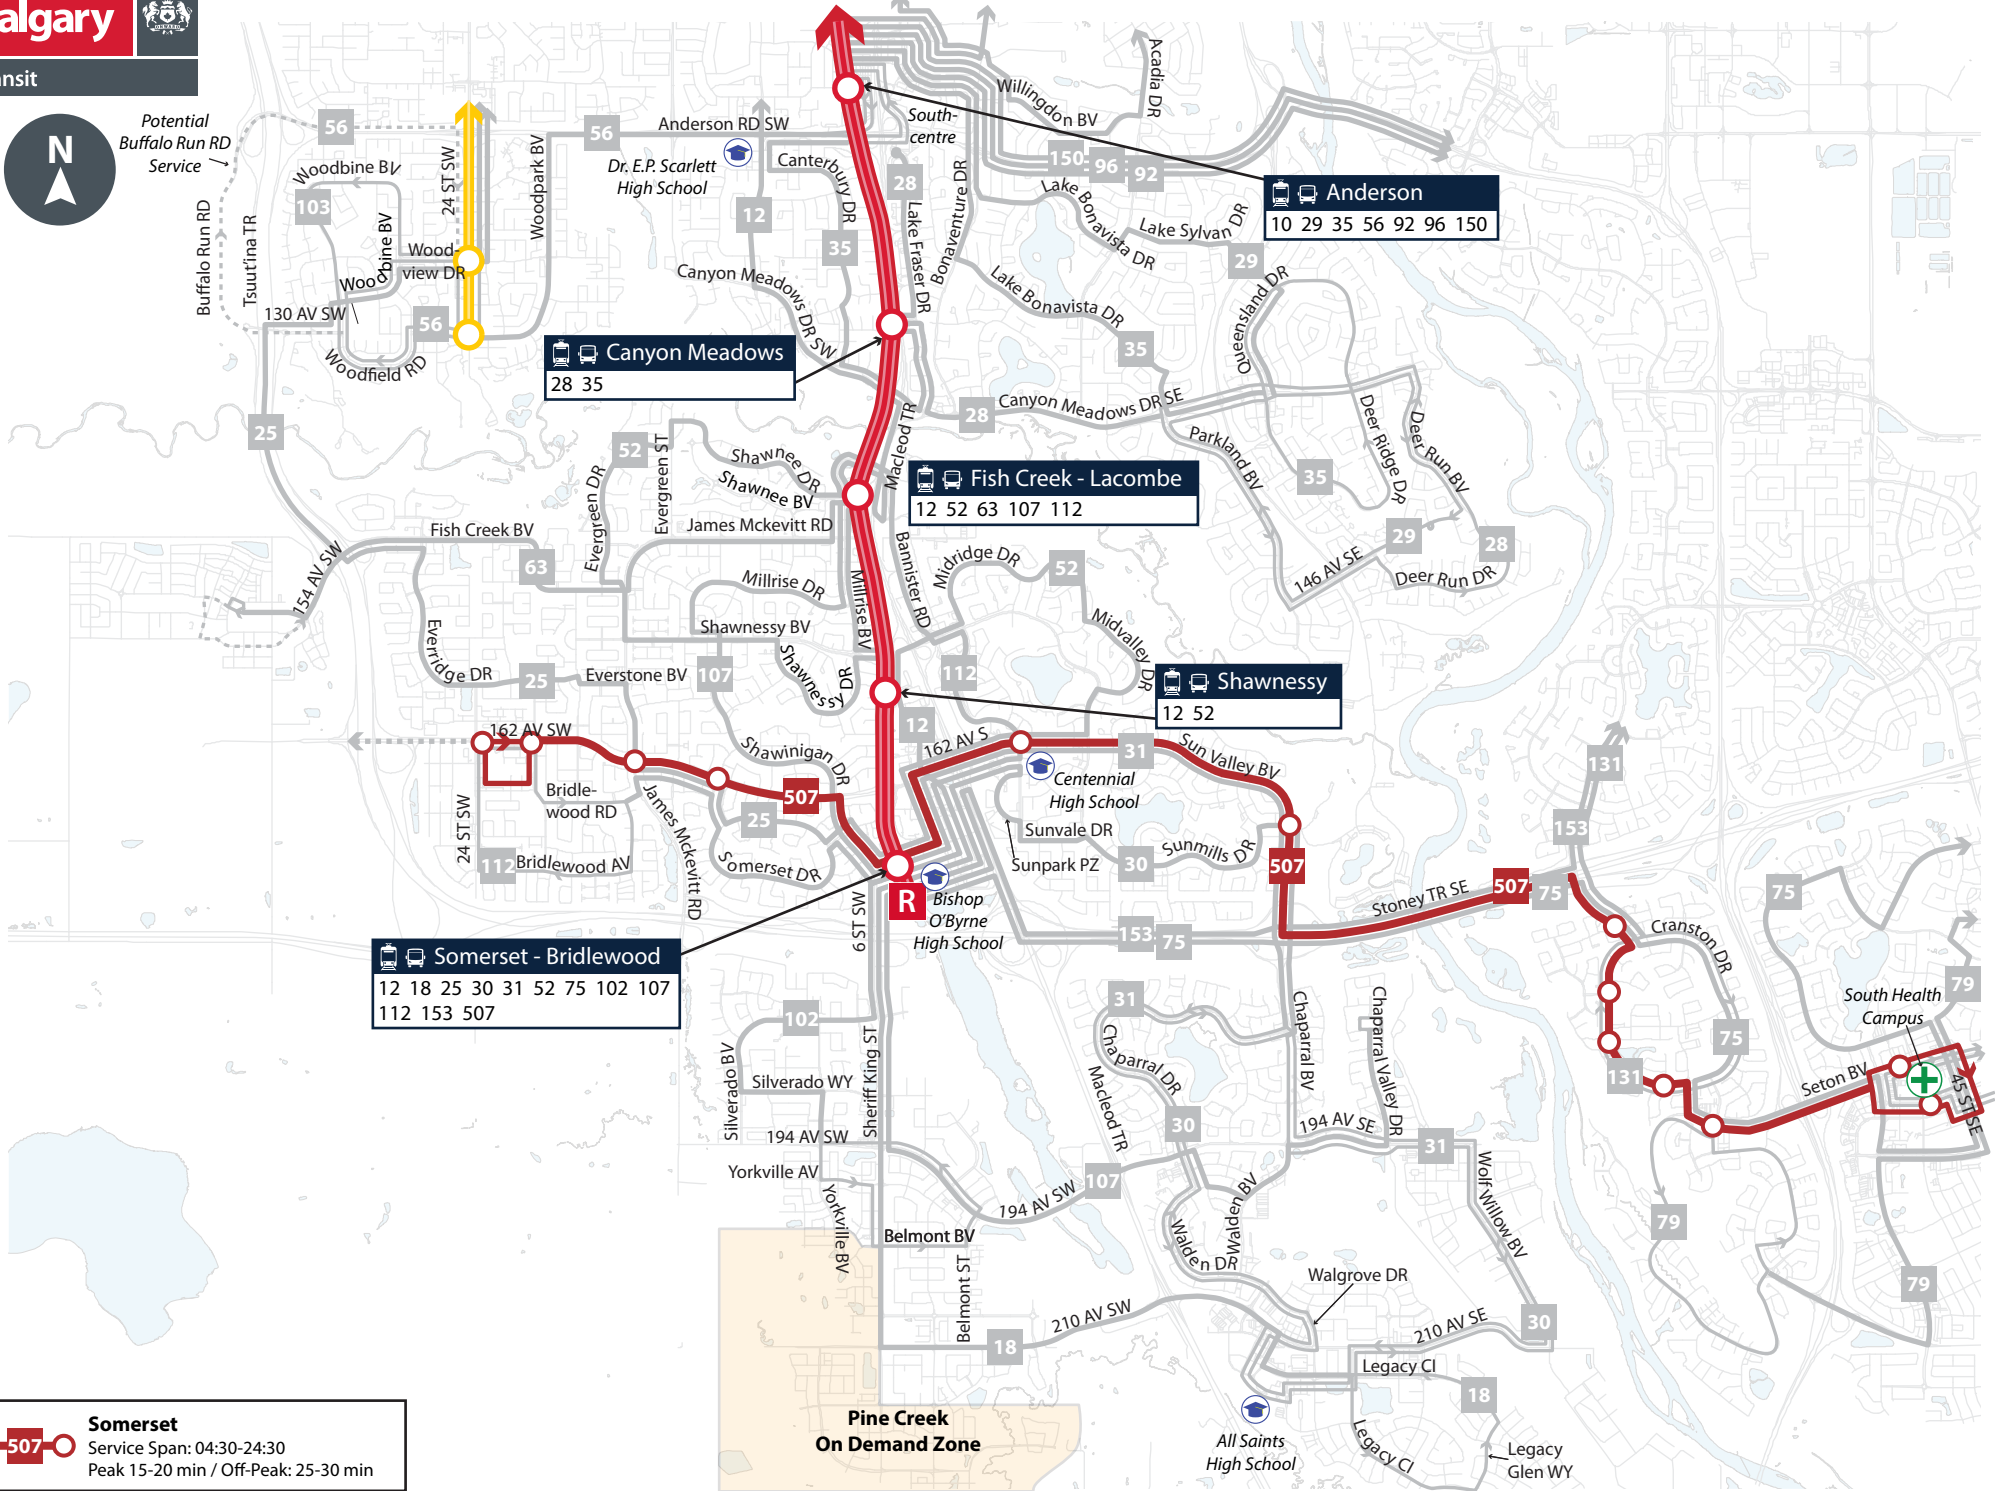 algary
nsit
N
Potential
Buffalo Run RD
Service
56
Woodbine BV
103
24 ST SW
Woodpark BV
56
Anderson RD SW
Dr. E.P. Scarlett
High School
12
Canterbury DR
35
South-
centre
28
Lake Fraser DR
Bonaventure DR
Willingdon BV
Acadia DR
150
96
92
Lake Bonavista DR
Lake Sylvan DR
29
Anderson
10 29 35 56 92 96 150
Buffalo Run RD
Tsuut'ina TR
Woodbine BV
Wood-
view DR
130 AV SW
56
Woodfield RD
Canyon Meadows DR SW
Canyon Meadows
28 35
Lake Bonavista DR
35
Queensland DR
28
Canyon Meadows DR SE
Macleod TR
Parkland BV
35
Deer Ridge DR
Deer Run BV
25
52
Evergreen ST
Evergreen DR
Shawnee DR
Shawnee BV
James Mckevitt RD
Fish Creek - Lacombe
12 52 63 107 112
Fish Creek BV
63
154 AV SW
Bannister RD
Midridge DR
52
29
28
146 AV SE
Deer Run DR
Millrise DR
Millrise BV
Midvalley DR
Everridge DR
25
Everstone BV
Shawnessy BV
107
Shawnessy DR
112
Shawnessy
12 52
12
162 AV S
162 AV SW
Shawinigan DR
31
Sun Valley BV
Centennial
High School
131
Bridle-
wood RD
507
25
24 ST SW
James Mckevitt RD
Sunvale DR
Sunpark PZ
30
Sunmills DR
507
153
112
Bridlewood AV
Somerset DR
R
Bishop
O'Byrne
High School
6 ST SW
Stoney TR SE
507
75
75
153
75
Cranston DR
Somerset - Bridlewood
12 18 25 30 31 52 75 102 107
112 153 507
102
31
Chaparral BV
Chaparral Valley DR
75
South Health
Campus
79
Silverado BV
Silverado WY
Sheriff King ST
Chaparral DR
Macleod TR
30
131
Seton BV
45 ST SE
194 AV SW
Yorkville AV
Yorkville BV
107
194 AV SW
194 AV SE
31
Wolf Willow BV
Belmont BV
Belmont ST
Walden BV
Walden DR
79
79
Walgrove DR
210 AV SW
18
210 AV SE
30
Legacy CI
18
Legacy CI
Legacy
Glen WY
All Saints
High School
Pine Creek
On Demand Zone
507
Somerset
Service Span: 04:30-24:30
Peak 15-20 min / Off-Peak: 25-30 min